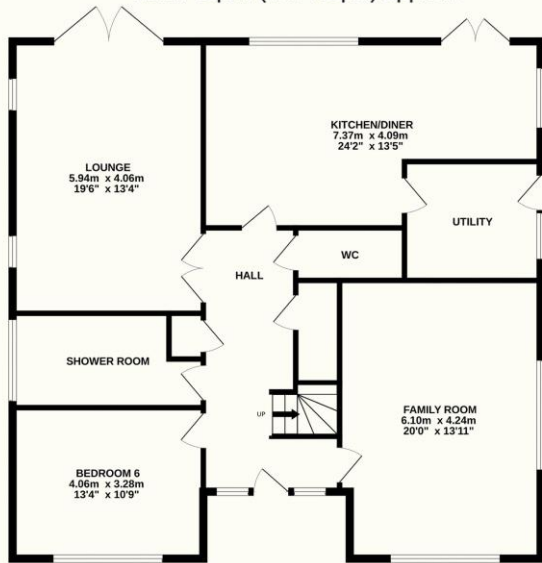 KITCHEN/DINER
7.37m x 4.09m
24'2" x 13'5"
LOUNGE
5.94m x 4.06m
19'6" x 13'4"
UTILITY
WC
HALL
SHOWER ROOM
UP
FAMILY ROOM
6.10m x 4.24m
20'0" x 13'11"
BEDROOM 6
4.06m x 3.28m
13'4" x 10'9"